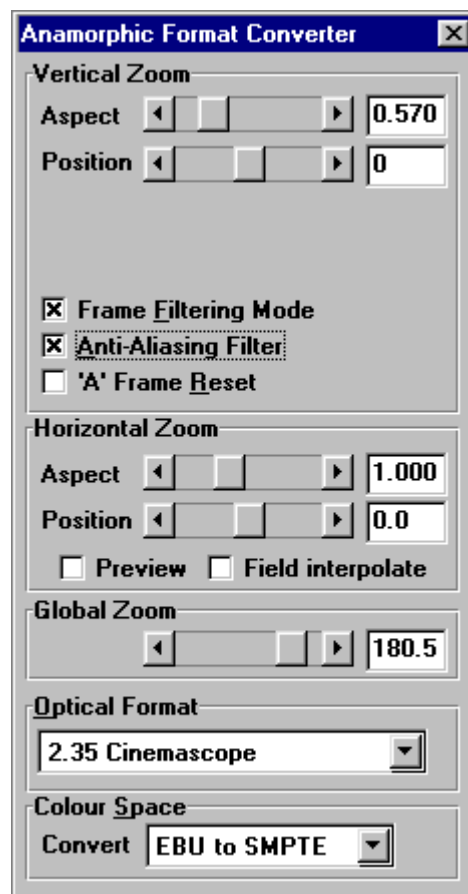 Anamorphic Format Converter
Vertical Zoom
Aspect 0.570
Position 0
Frame Filtering Mode
Anti-Aliasing Filter
'A' Frame Reset
Horizontal Zoom
Aspect 1.000
Position 0.0
Preview Field interpolate
Global Zoom
180.5
Optical Format
2.35 Cinemascope
Colour Space
Convert EBU to SMPTE